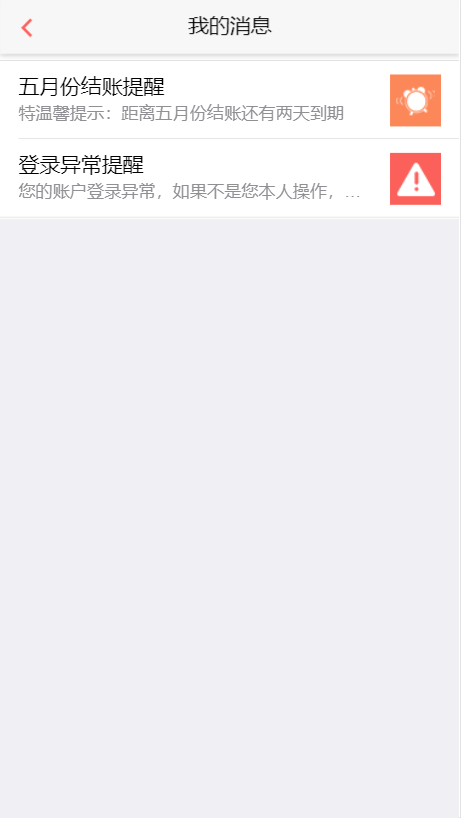 我的消息
五月份结账提醒
特温馨提示：距离五月份结账还有两天到期
登录异常提醒
您的账户登录异常，如果不是您本人操作，...